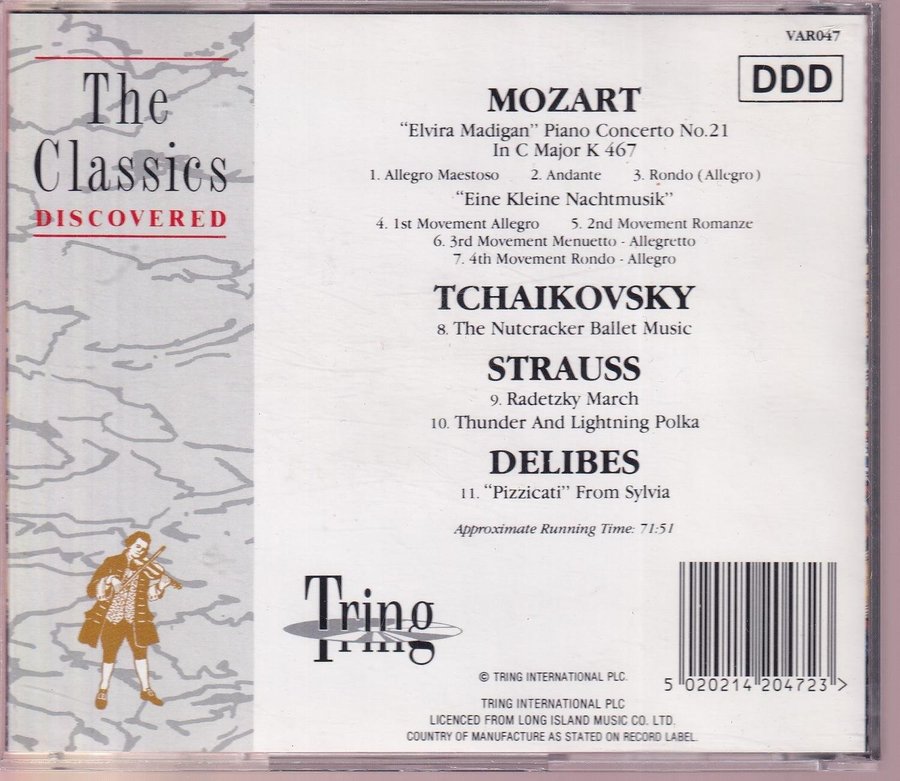 VAR047
DDD
The
Classics
DISCOVERED
MOZART
“Elvira Madigan” Piano Concerto No.21
In C Major K 467
1. Allegro Maestoso 2. Andante 3. Rondo (Allegro)
“Eine Kleine Nachtmusik”
4. 1st Movement Allegro 5. 2nd Movement Romanze
6. 3rd Movement Menuetto - Allegretto
7. 4th Movement Rondo - Allegro
TCHAIKOVSKY
8. The Nutcracker Ballet Music
STRAUSS
9. Radetzky March
10. Thunder And Lightning Polka
DELIBES
11. “Pizzicati” From Sylvia
Approximate Running Time: 71:51
Tring
© TRING INTERNATIONAL PLC.
5 020214 204723 >
TRING INTERNATIONAL PLC
LICENCED FROM LONG ISLAND MUSIC CO. LTD.
COUNTRY OF MANUFACTURE AS STATED ON RECORD LABEL.